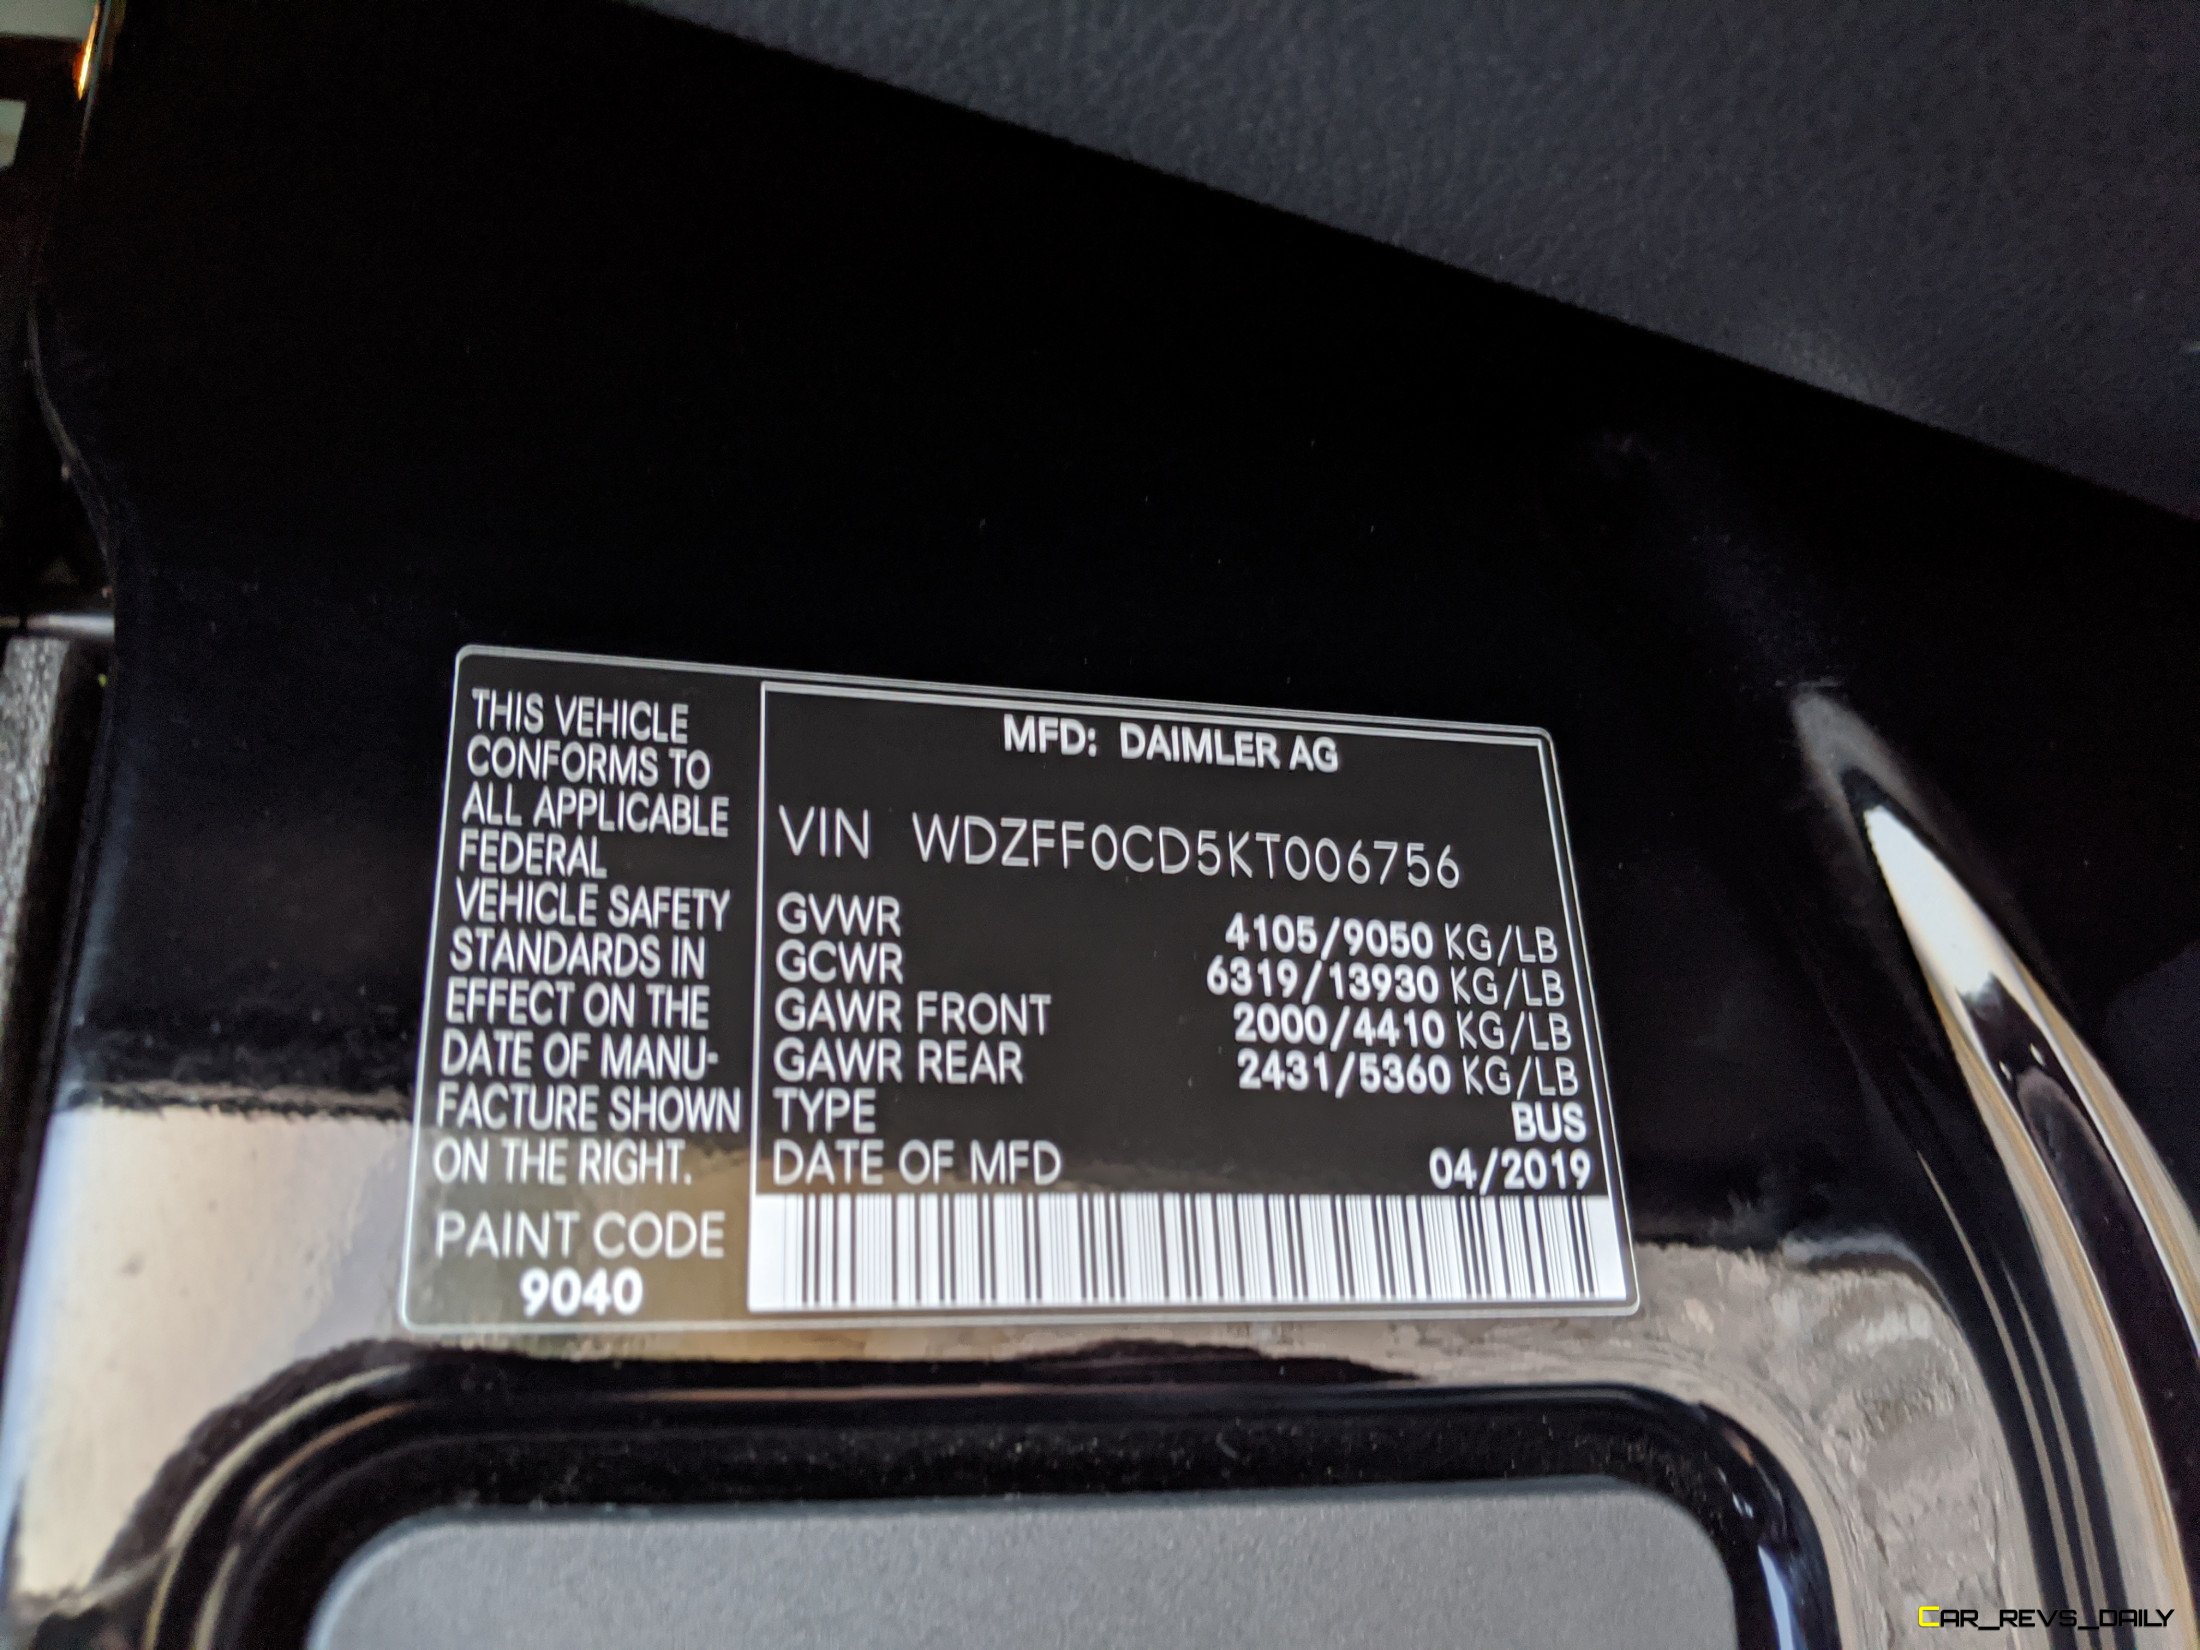 THIS VEHICLE
CONFORMS TO
ALL APPLICABLE
FEDERAL
VEHICLE SAFETY
STANDARDS IN
EFFECT ON THE
DATE OF MANU-
FACTURE SHOWN
ON THE RIGHT.
PAINT CODE
9040
MFD: DAIMLER AG
VIN WDZFF0CD5KT006756
GVWR 4105/9050 KG/LB
GCWR 6319/13930 KG/LB
GAWR FRONT 2000/4410 KG/LB
GAWR REAR 2431/5360 KG/LB
TYPE BUS
DATE OF MFD 04/2019
CAR_REVS_DAILY